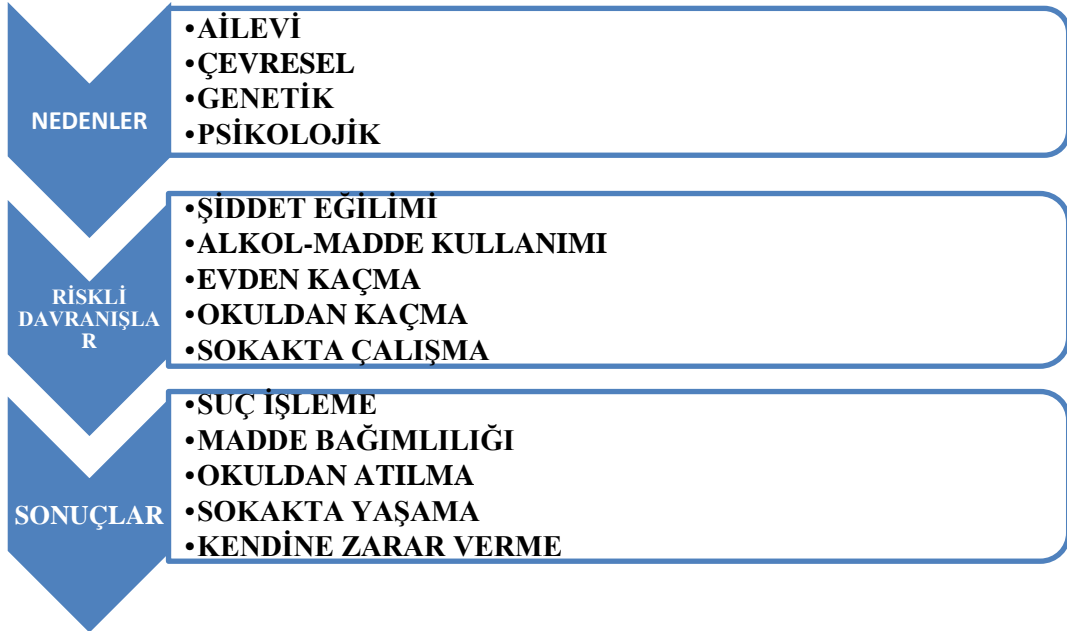 NEDENLER
•AİLEVİ
•ÇEVRESEL
•GENETİK
•PSİKOLOJİK
RİSKLİ
DAVRANIŞLA
R
•ŞİDDET EĞİLİMİ
•ALKOL-MADDE KULLANIMI
•EVDEN KAÇMA
•OKULDAN KAÇMA
•SOKAKTA ÇALIŞMA
SONUÇLAR
•SUÇ İŞLEME
•MADDE BAĞIMLILIĞI
•OKULDAN ATILMA
•SOKAKTA YAŞAMA
•KENDİNE ZARAR VERME